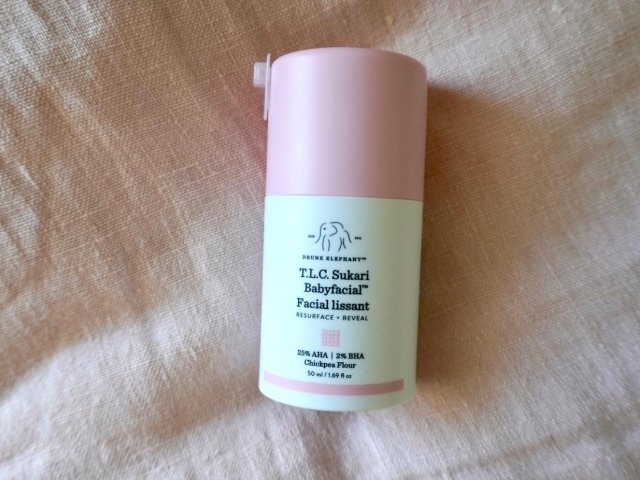 DRUNK ELEPHANT™
T.L.C. Sukari
Babyfacial™
Facial lissant
RESURFACE + REVEAL
25% AHA | 2% BHA
Chickpea Flour
50 ml / 1.69 fl oz